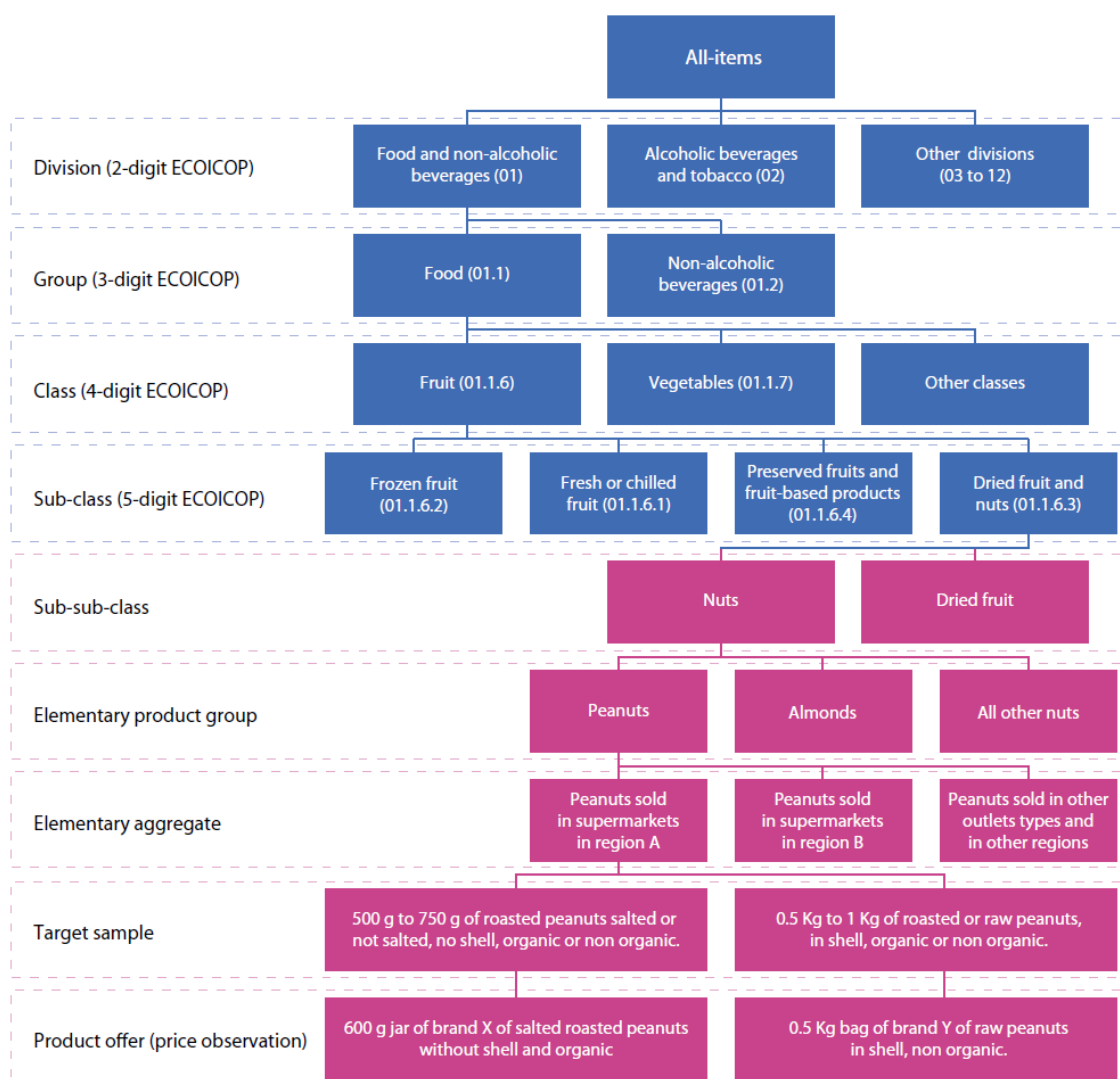 All-items
Division (2-digit ECOICOP)
Food and non-alcoholic
beverages (01)
Alcoholic beverages
and tobacco (02)
Other divisions
(03 to 12)
Group (3-digit ECOICOP)
Food (01.1)
Non-alcoholic
beverages (01.2)
Class (4-digit ECOICOP)
Fruit (01.1.6)
Vegetables (01.1.7)
Other classes
Sub-class (5-digit ECOICOP)
Frozen fruit
(01.1.6.2)
Fresh or chilled
fruit (01.1.6.1)
Preserved fruits and
fruit-based products
(01.1.6.4)
Dried fruit and
nuts (01.1.6.3)
Sub-sub-class
Nuts
Dried fruit
Elementary product group
Peanuts
Almonds
All other nuts
Elementary aggregate
Peanuts sold
in supermarkets
in region A
Peanuts sold
in supermarkets
in region B
Peanuts sold in other
outlets types and
in other regions
Target sample
500 g to 750 g of roasted peanuts salted or
not salted, no shell, organic or non organic.
0.5 Kg to 1 Kg of roasted or raw peanuts,
in shell, organic or non organic.
Product offer (price observation)
600 g jar of brand X of salted roasted peanuts
without shell and organic
0.5 Kg bag of brand Y of raw peanuts
in shell, non organic.